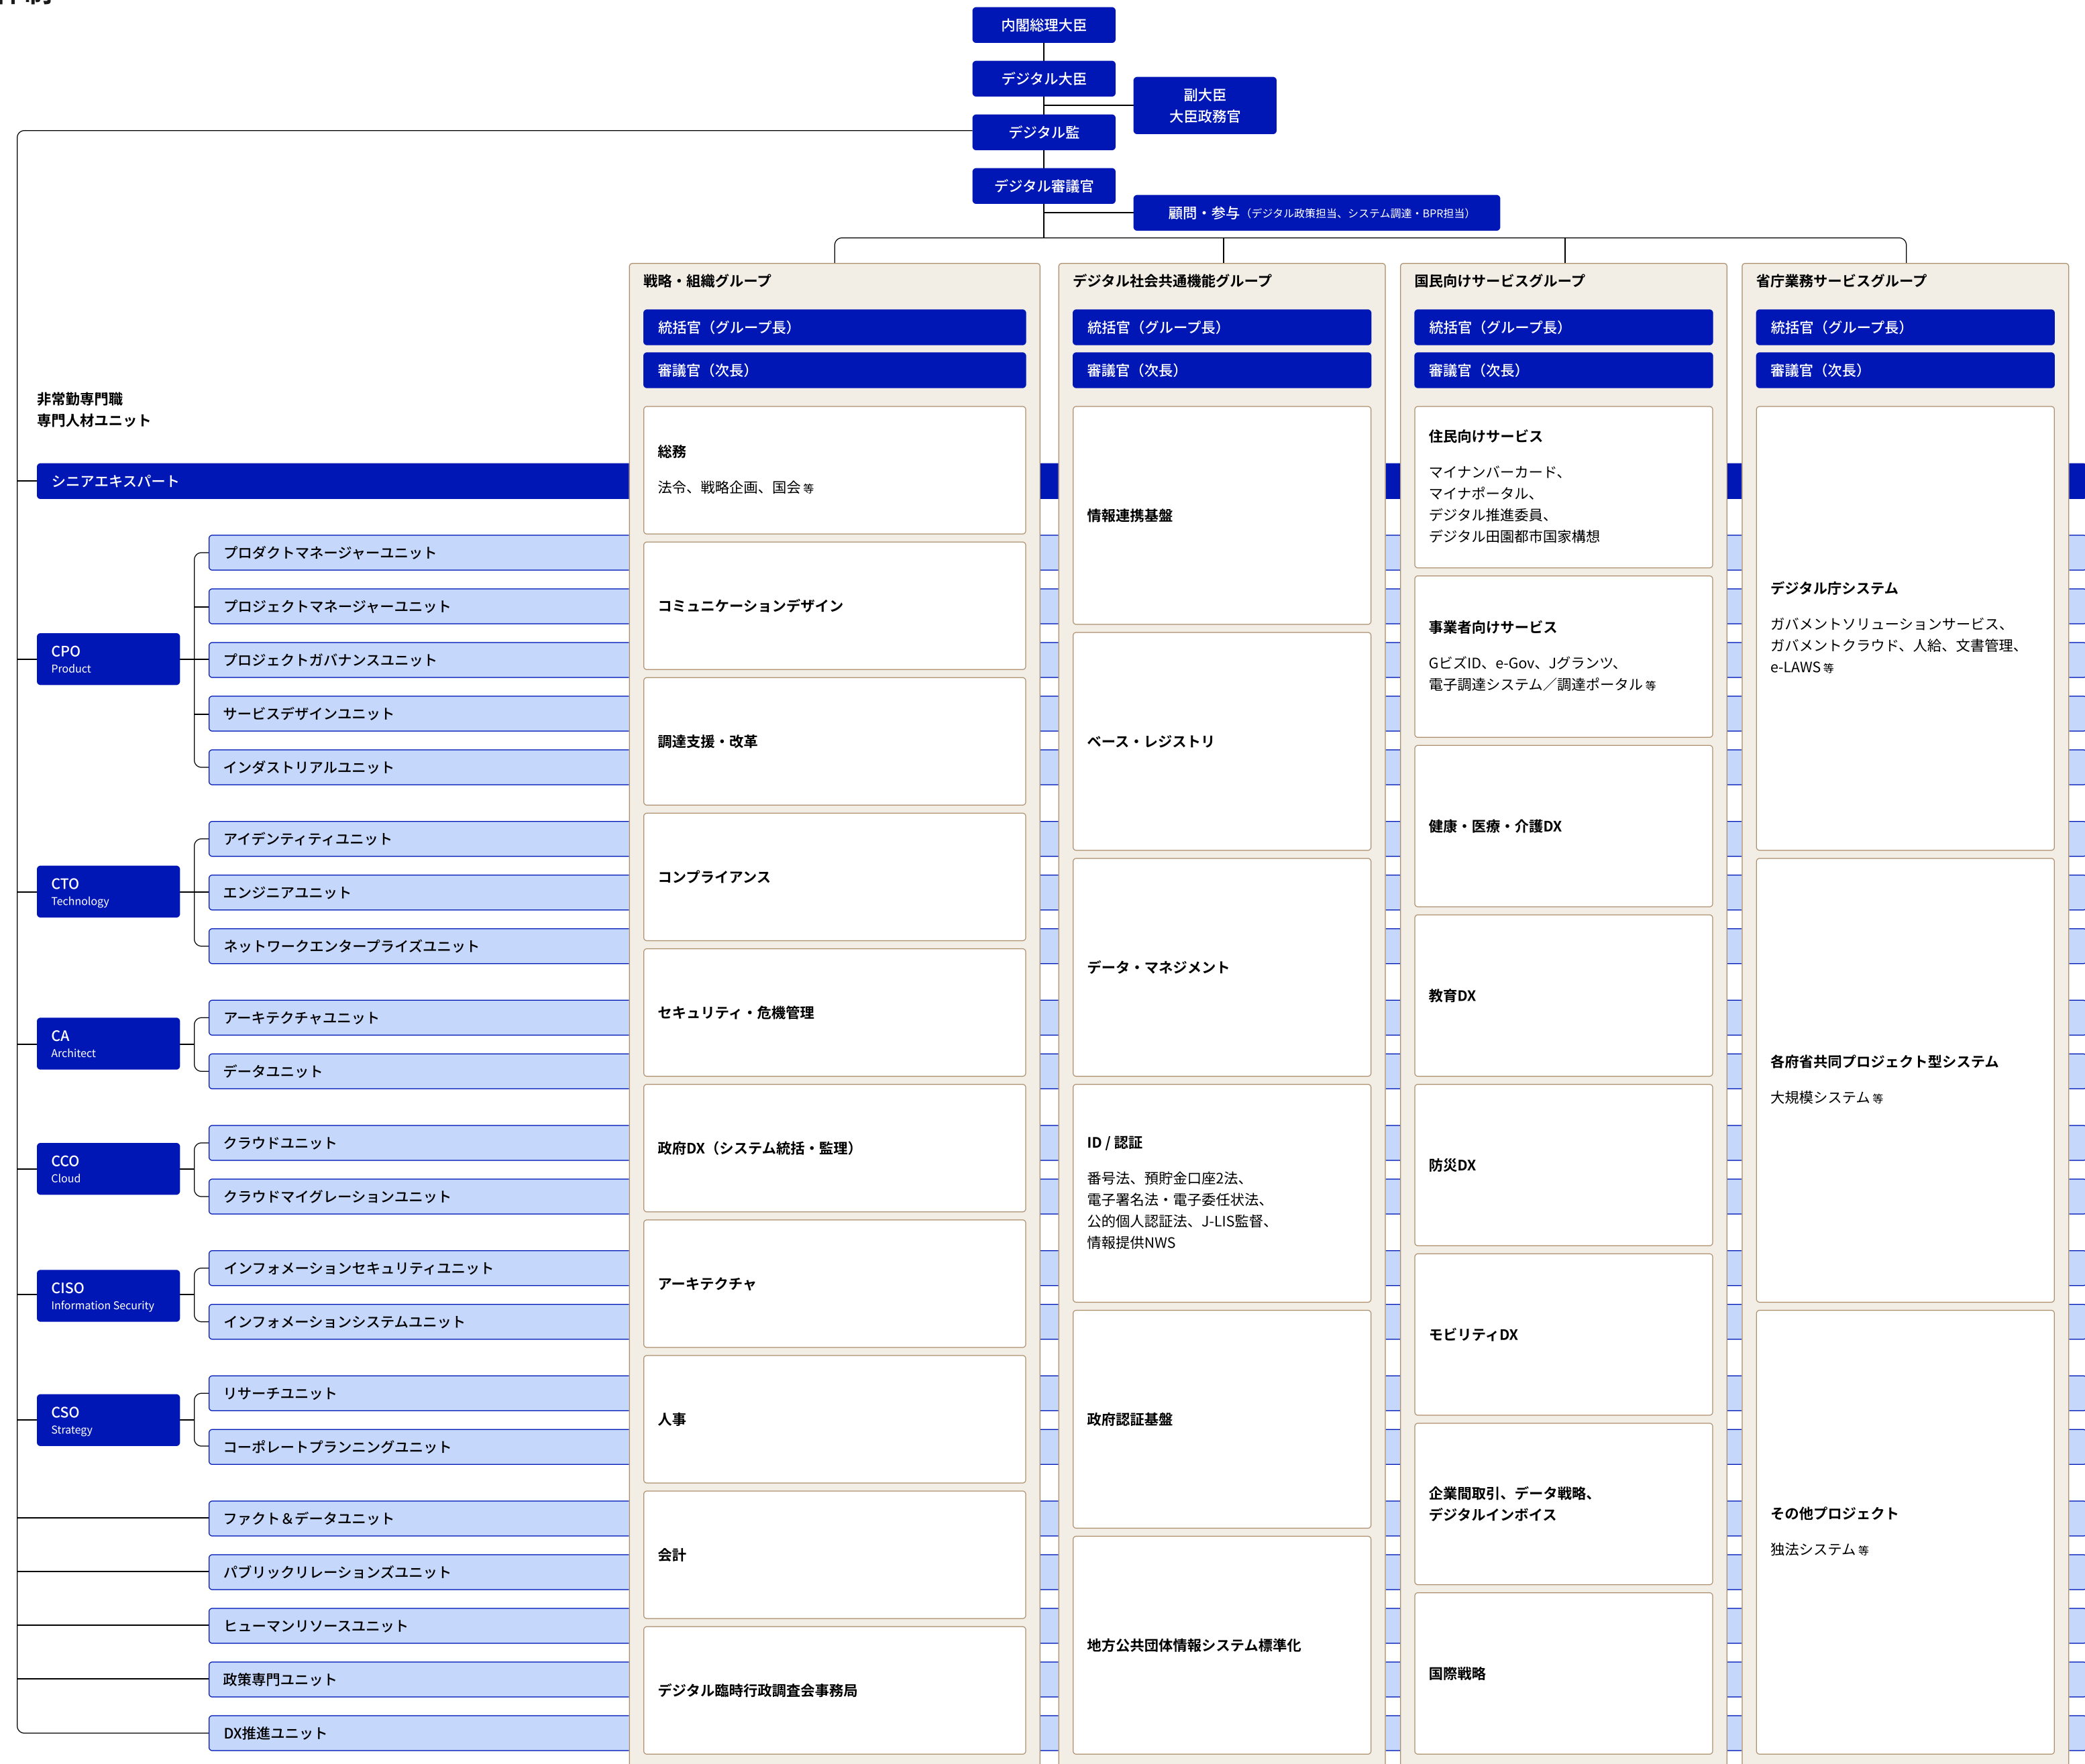 内閣総理大臣
デジタル大臣
副大臣
大臣政務官
デジタル監
デジタル審議官
顧問・参与（デジタル政策担当、システム調達・BPR担当）
非常勤専門職
専門人材ユニット
シニアエキスパート
CPO
Product
プロダクトマネージャーユニット
プロジェクトマネージャーユニット
プロジェクトガバナンスユニット
サービスデザインユニット
インダストリアルユニット
CTO
Technology
アイデンティティユニット
エンジニアユニット
ネットワークエンタープライズユニット
CA
Architect
アーキテクチャユニット
データユニット
CCO
Cloud
クラウドユニット
クラウドマイグレーションユニット
CISO
Information Security
インフォメーションセキュリティユニット
インフォメーションシステムユニット
CSO
Strategy
リサーチユニット
コーポレートプランニングユニット
ファクト＆データユニット
パブリックリレーションズユニット
ヒューマンリソースユニット
政策専門ユニット
DX推進ユニット
戦略・組織グループ
統括官（グループ長）
審議官（次長）
総務
法令、戦略企画、国会 等
コミュニケーションデザイン
調達支援・改革
コンプライアンス
セキュリティ・危機管理
政府DX（システム統括・監理）
アーキテクチャ
人事
会計
デジタル臨時行政調査会事務局
デジタル社会共通機能グループ
統括官（グループ長）
審議官（次長）
情報連携基盤
ベース・レジストリ
データ・マネジメント
ID / 認証
番号法、預貯金口座2法、
電子署名法・電子委任状法、
公的個人認証法、J-LIS監督、
情報提供NWS
政府認証基盤
地方公共団体情報システム標準化
国民向けサービスグループ
統括官（グループ長）
審議官（次長）
住民向けサービス
マイナンバーカード、
マイナポータル、
デジタル推進委員、
デジタル田園都市国家構想
事業者向けサービス
GビズID、e-Gov、Jグランツ、
電子調達システム／調達ポータル 等
健康・医療・介護DX
教育DX
防災DX
モビリティDX
企業間取引、データ戦略、
デジタルインボイス
国際戦略
省庁業務サービスグループ
統括官（グループ長）
審議官（次長）
デジタル庁システム
ガバメントソリューションサービス、
ガバメントクラウド、人給、文書管理、
e-LAWS 等
各府省共同プロジェクト型システム
大規模システム 等
その他プロジェクト
独法システム 等